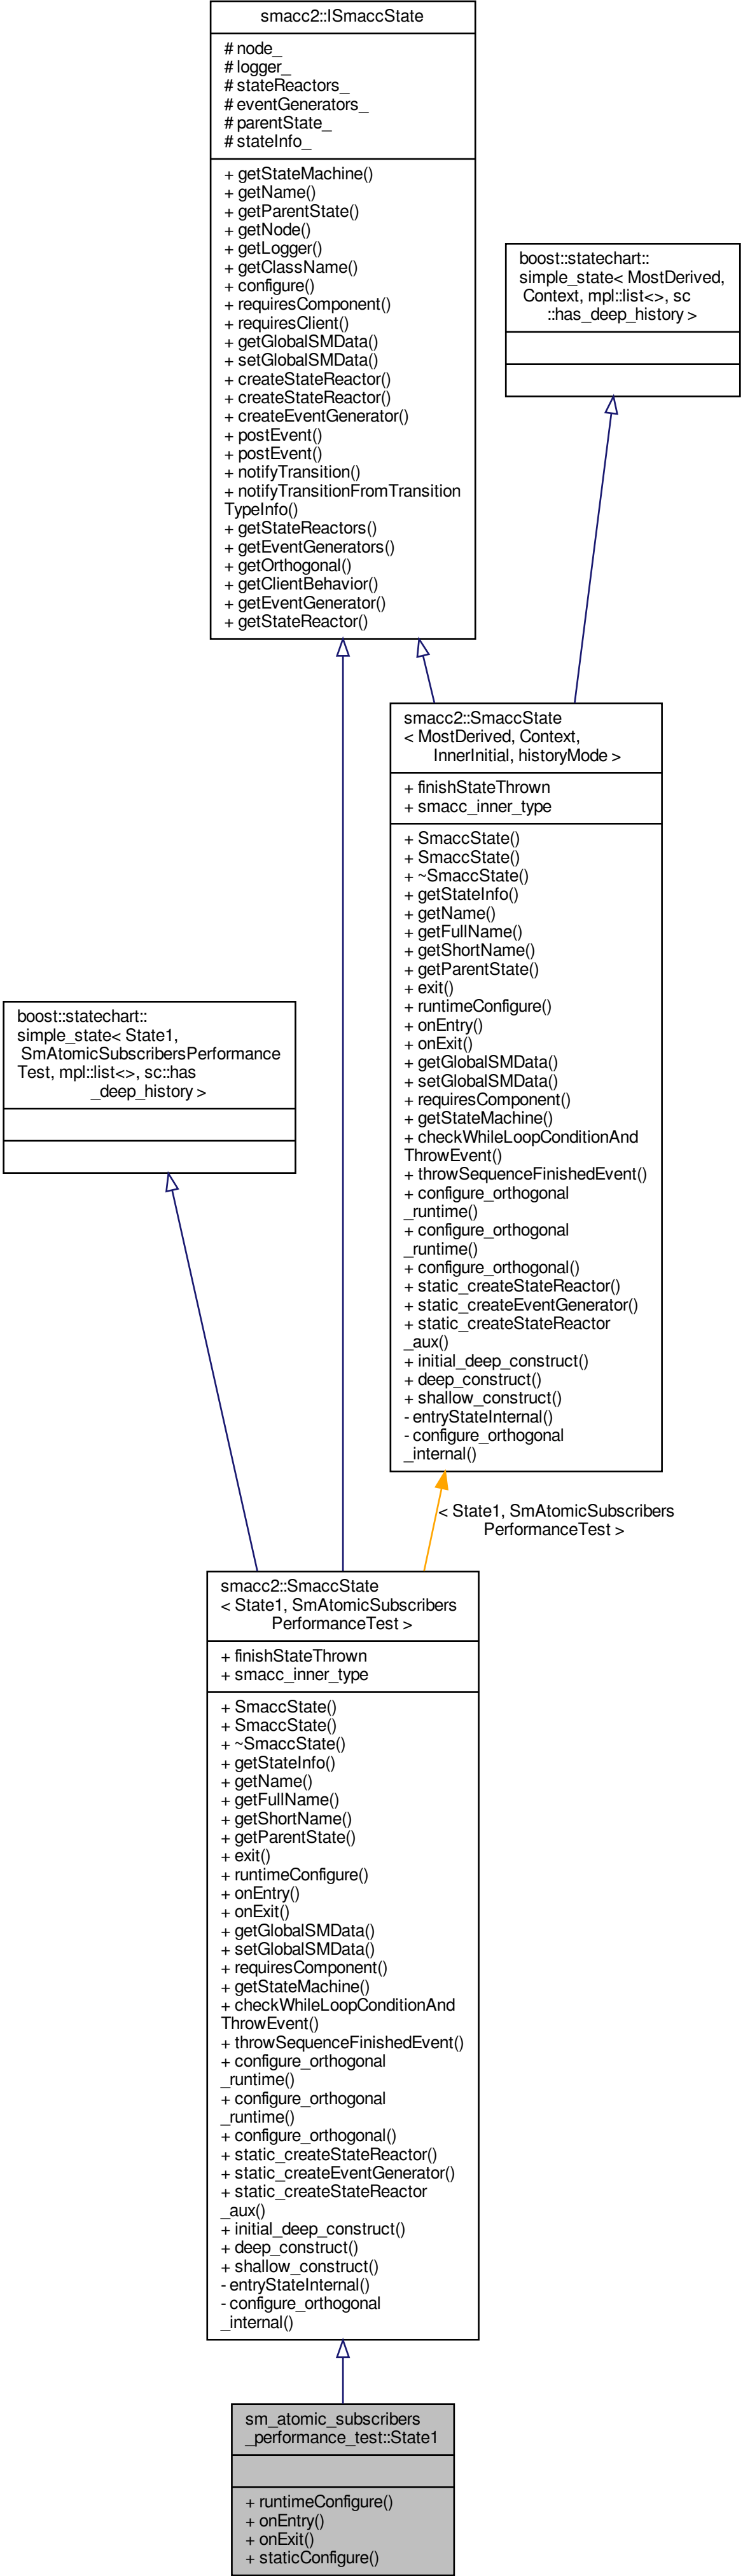 smacc2::ISmaccState
# node_
# logger_
# stateReactors_
# eventGenerators_
# parentState_
# stateInfo_
+ getStateMachine()
+ getName()
+ getParentState()
+ getNode()
+ getLogger()
+ getClassName()
+ configure()
+ requiresComponent()
+ requiresClient()
+ getGlobalSMData()
+ setGlobalSMData()
+ createStateReactor()
+ createStateReactor()
+ createEventGenerator()
+ postEvent()
+ postEvent()
+ notifyTransition()
+ notifyTransitionFromTransition
TypeInfo()
+ getStateReactors()
+ getEventGenerators()
+ getOrthogonal()
+ getClientBehavior()
+ getEventGenerator()
+ getStateReactor()
boost::statechart::
simple_state< MostDerived,
Context, mpl::list<>, sc
::has_deep_history >
smacc2::SmaccState
< MostDerived, Context,
InnerInitial, historyMode >
+ finishStateThrown
+ smacc_inner_type
+ SmaccState()
+ SmaccState()
+ ~SmaccState()
+ getStateInfo()
+ getName()
+ getFullName()
+ getShortName()
+ getParentState()
+ exit()
+ runtimeConfigure()
+ onEntry()
+ onExit()
+ getGlobalSMData()
+ setGlobalSMData()
+ requiresComponent()
+ getStateMachine()
+ checkWhileLoopConditionAnd
ThrowEvent()
+ throwSequenceFinishedEvent()
+ configure_orthogonal
_runtime()
+ configure_orthogonal
_runtime()
+ configure_orthogonal()
+ static_createStateReactor()
+ static_createEventGenerator()
+ static_createStateReactor
_aux()
+ initial_deep_construct()
+ deep_construct()
+ shallow_construct()
- entryStateInternal()
- configure_orthogonal
_internal()
boost::statechart::
simple_state< State1,
SmAtomicSubscribersPerformance
Test, mpl::list<>, sc::has
_deep_history >
< State1, SmAtomicSubscribers
PerformanceTest >
smacc2::SmaccState
< State1, SmAtomicSubscribers
PerformanceTest >
+ finishStateThrown
+ smacc_inner_type
+ SmaccState()
+ SmaccState()
+ ~SmaccState()
+ getStateInfo()
+ getName()
+ getFullName()
+ getShortName()
+ getParentState()
+ exit()
+ runtimeConfigure()
+ onEntry()
+ onExit()
+ getGlobalSMData()
+ setGlobalSMData()
+ requiresComponent()
+ getStateMachine()
+ checkWhileLoopConditionAnd
ThrowEvent()
+ throwSequenceFinishedEvent()
+ configure_orthogonal
_runtime()
+ configure_orthogonal
_runtime()
+ configure_orthogonal()
+ static_createStateReactor()
+ static_createEventGenerator()
+ static_createStateReactor
_aux()
+ initial_deep_construct()
+ deep_construct()
+ shallow_construct()
- entryStateInternal()
- configure_orthogonal
_internal()
sm_atomic_subscribers
_performance_test::State1
+ runtimeConfigure()
+ onEntry()
+ onExit()
+ staticConfigure()